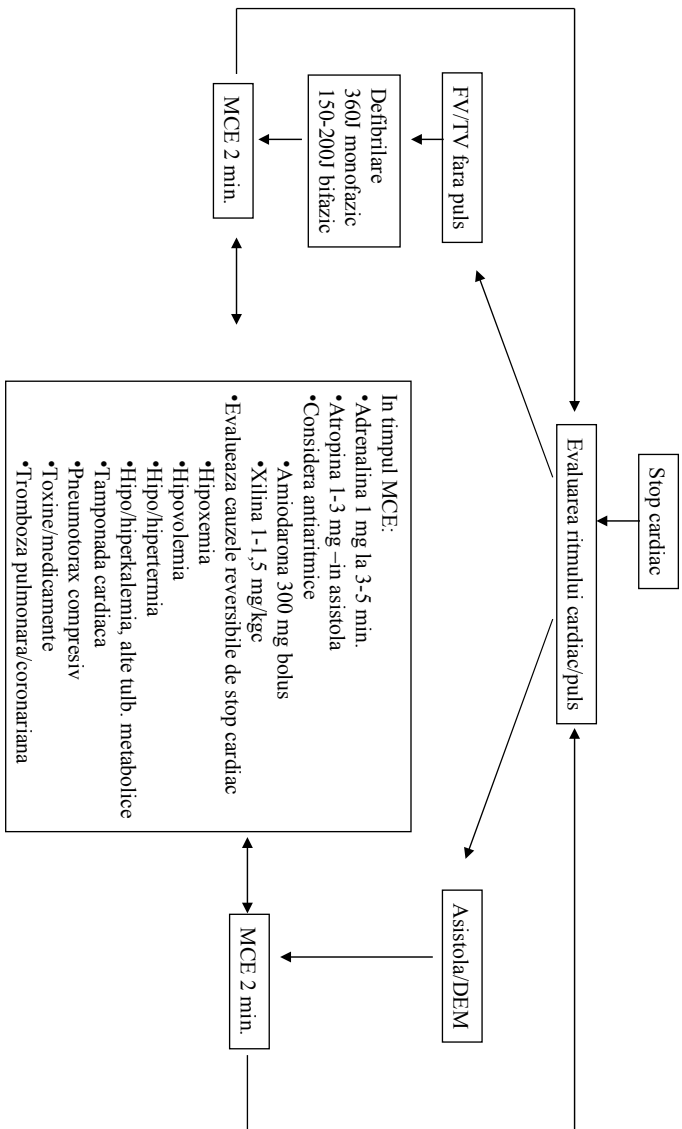 Stop cardiac
Evaluarea ritmului cardiac/puls
FV/TV fara puls
Defibrilare
360J monofazic
150-200J bifazic
MCE 2 min.
In timpul MCE:
•Adrenalina 1 mg la 3-5 min.
•Atropina 1-3 mg –in asistola
•Considera antiaritmice
•Amiodarona 300 mg bolus
•Xilina 1-1,5 mg/kgc
•Evalueaza cauzele reversibile de stop cardiac
•Hipoxemia
•Hipovolemia
•Hipo/hipertermia
•Hipo/hiperkalemia, alte tulb. metabolice
•Tamponada cardiaca
•Pneumotorax compresiv
•Toxine/medicamente
•Tromboza pulmonara/coronariana
Asistola/DEM
MCE 2 min.